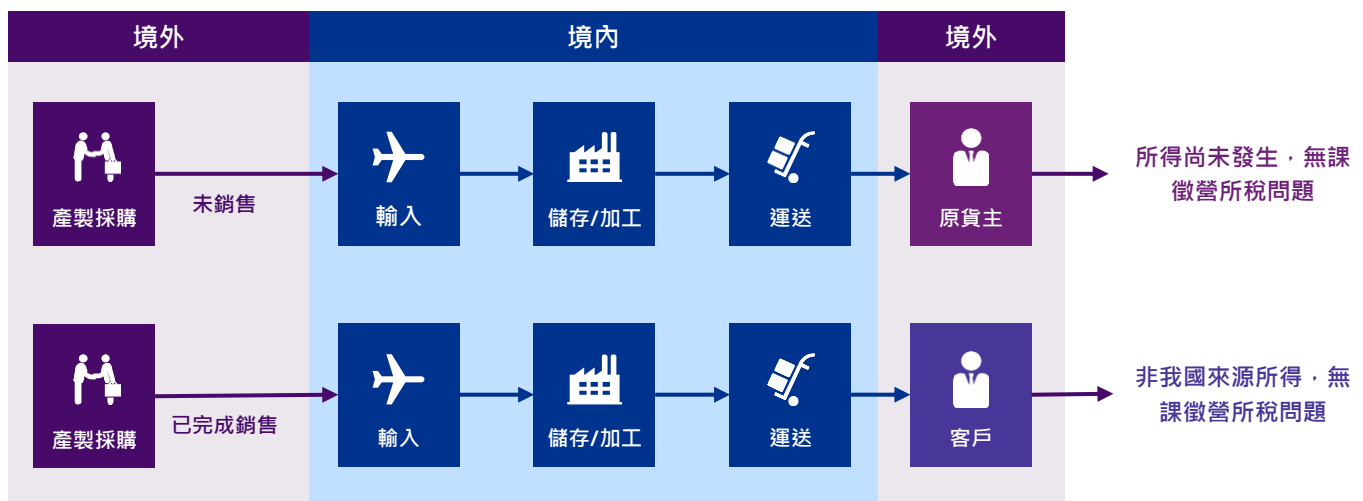 境外
境內
境外
產製採購
未銷售
輸入
儲存/加工
運送
原貨主
所得尚未發生，無課
徵營所稅問題
產製採購
已完成銷售
輸入
儲存/加工
運送
客戶
非我國來源所得，無
課徵營所稅問題